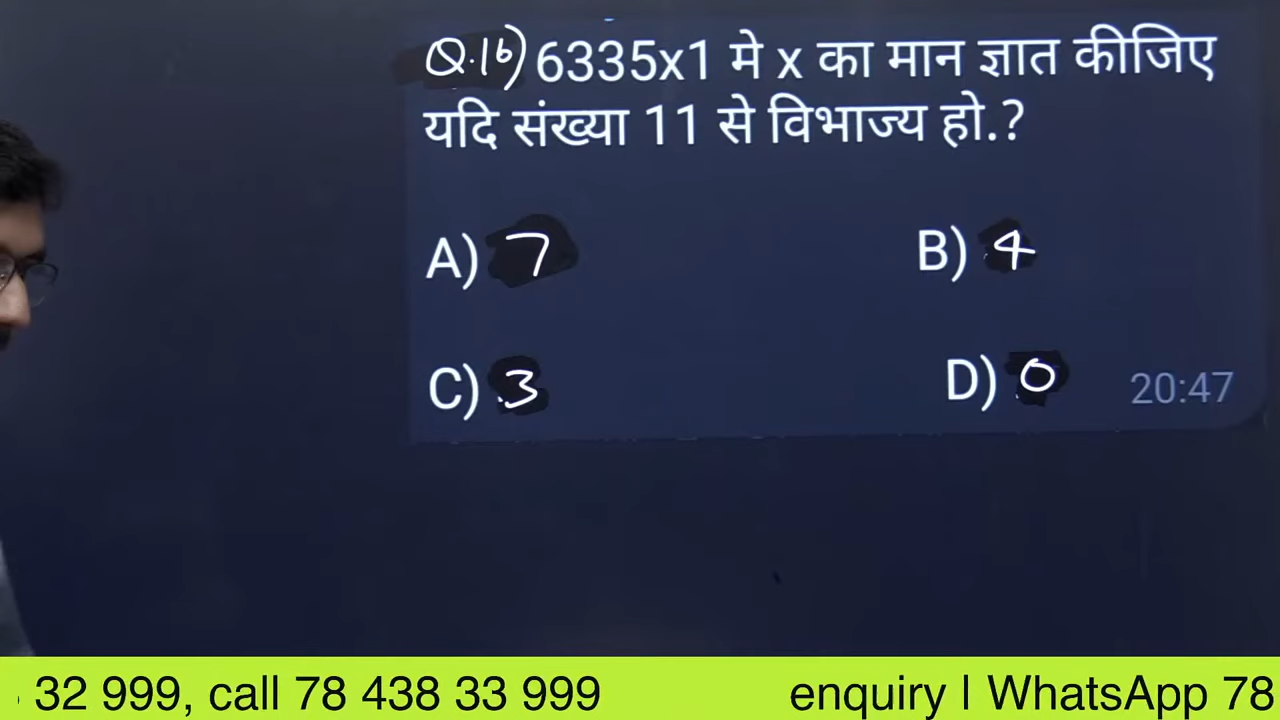 Q.16) 6335x1 मे x का मान ज्ञात कीजिए
यदि संख्या 11 से विभाज्य हो.?
A) 7
B) 4
C) 3
D) 0
20:47
32 999, call 78 438 33 999
enquiry | WhatsApp 78